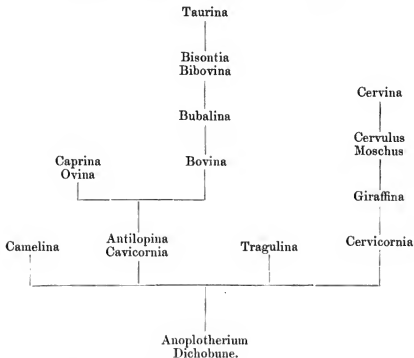 Taurina
Bisontia
Bibovina
Cervina
Bubalina
Cervulus
Moschus
Caprina
Ovina
Bovina
Giraffina
Camelina
Antilopina
Cavicornia
Tragulina
Cervicornia
Anoplotherium
Dichobune.